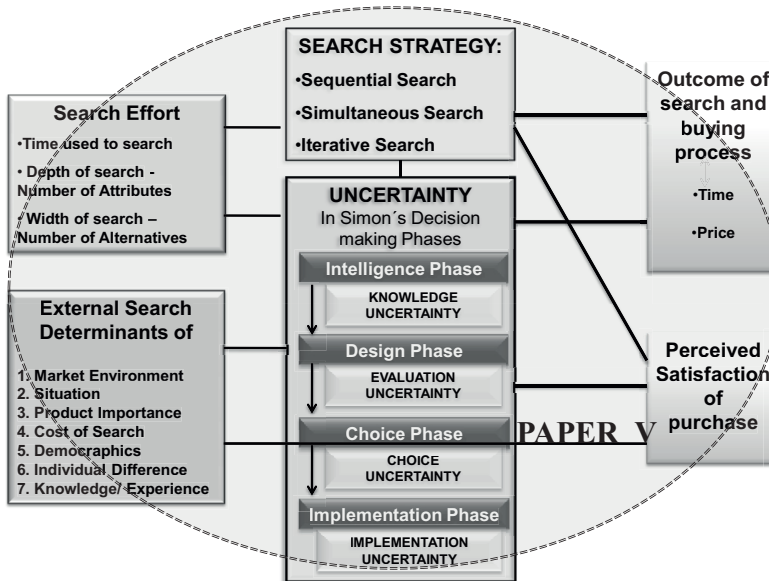 SEARCH STRATEGY:
•Sequential Search
•Simultaneous Search
•Iterative Search
Search Effort
•Time used to search
• Depth of search -
Number of Attributes
• Width of search –
Number of Alternatives
External Search
Determinants of
1. Market Environment
2. Situation
3. Product Importance
4. Cost of Search
5. Demographics
6. Individual Difference
7. Knowledge/ Experience
UNCERTAINTY
In Simon´s Decision
making Phases
Intelligence Phase
KNOWLEDGE
UNCERTAINTY
Design Phase
EVALUATION
UNCERTAINTY
Choice Phase
CHOICE
UNCERTAINTY
Implementation Phase
IMPLEMENTATION
UNCERTAINTY
PAPER V
Outcome of
search and
buying
process
•Time
•Price
Perceived
Satisfaction
of
purchase